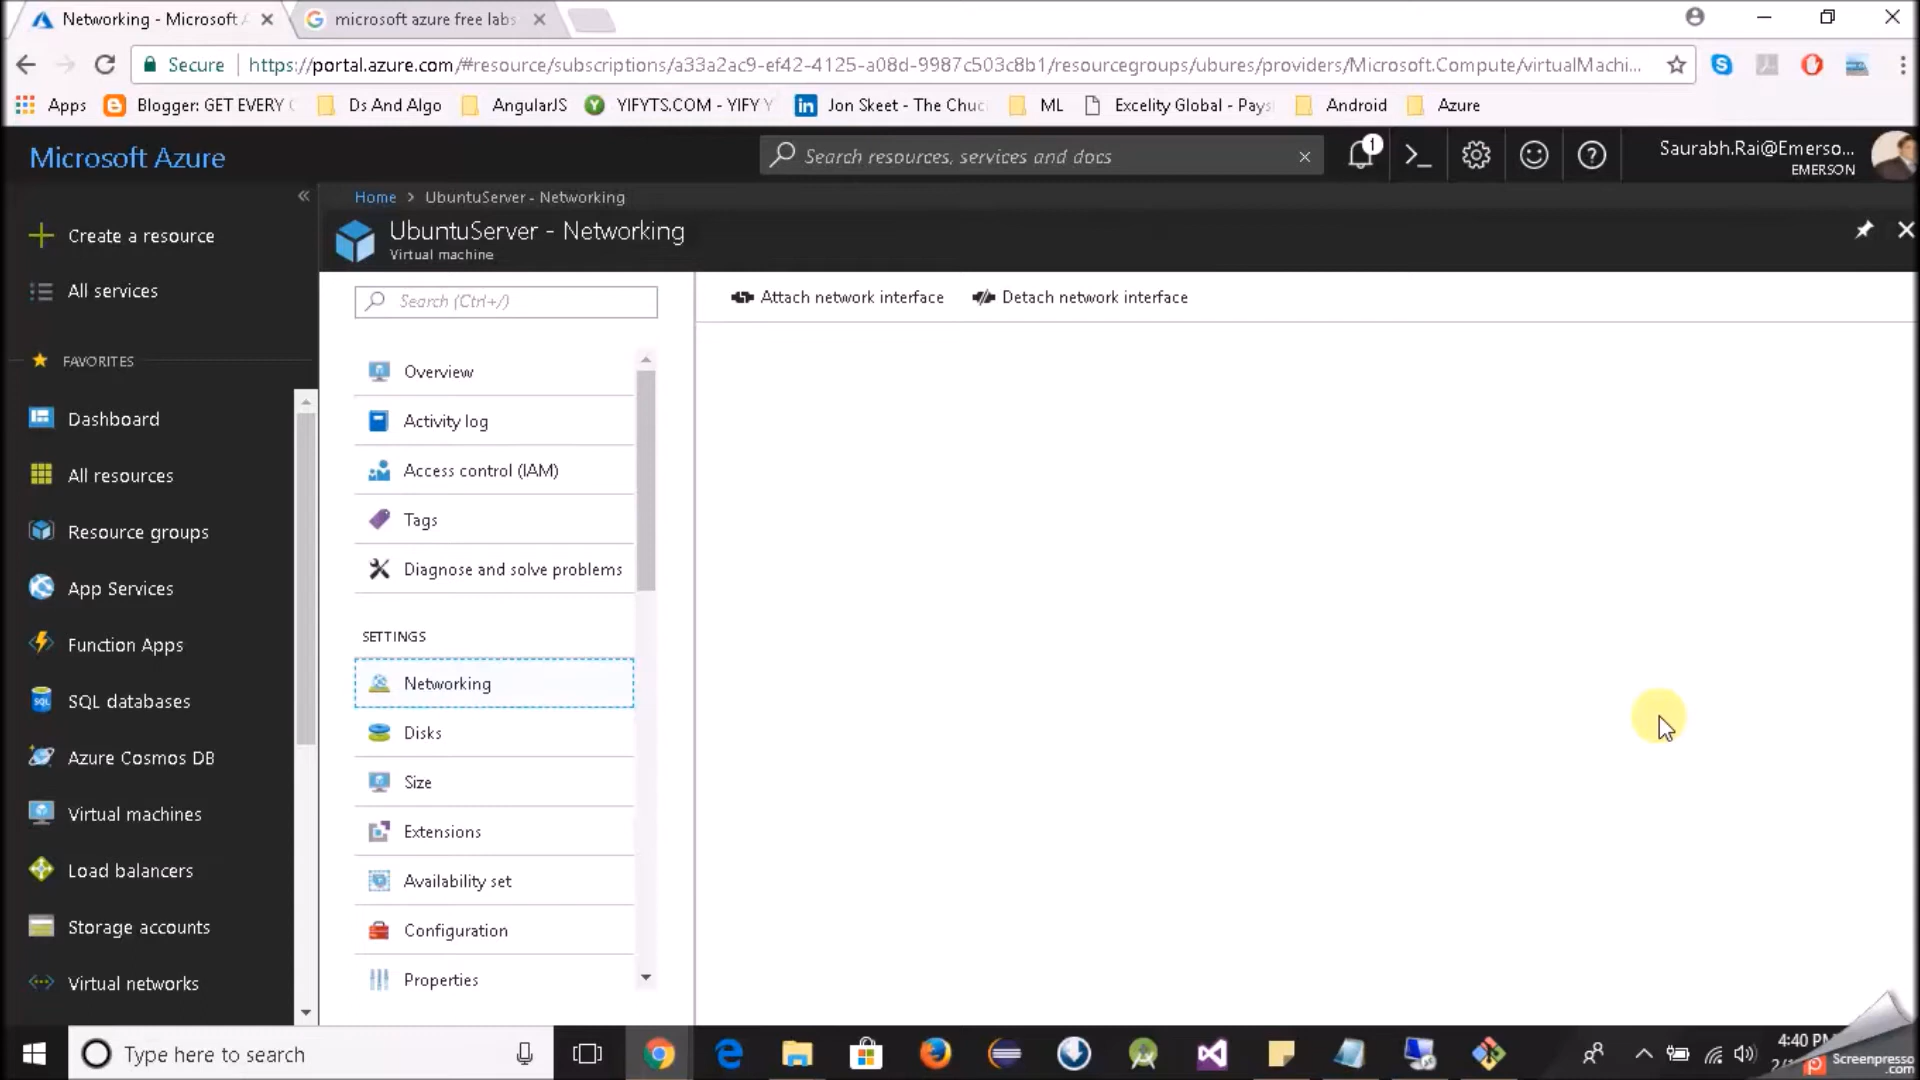 Networking - Microsoft A
microsoft azure free labs
Secure
https://portal.azure.com/#resource/subscriptions/a33a2ac9-ef42-4125-a08d-9987c503c8b1/resourcegroups/ubures/providers/Microsoft.Compute/virtualMachi...
Apps
Blogger: GET EVERY
Ds And Algo
AngularJS
YIFYTS.COM - YIFY
Jon Skeet - The Chuc
ML
Excelity Global - Pays
Android
Azure
Microsoft Azure
Search resources, services and docs
1
Saurabh.Rai@Emerso...
EMERSON
Home > UbuntuServer - Networking
UbuntuServer - Networking
Virtual machine
Create a resource
All services
FAVORITES
Dashboard
All resources
Resource groups
App Services
Function Apps
SQL databases
Azure Cosmos DB
Virtual machines
Load balancers
Storage accounts
Virtual networks
Search (Ctrl+/)
Overview
Activity log
Access control (IAM)
Tags
Diagnose and solve problems
SETTINGS
Networking
Disks
Size
Extensions
Availability set
Configuration
Properties
Attach network interface
Detach network interface
Type here to search
4:40 PM
Screenpresso
.com